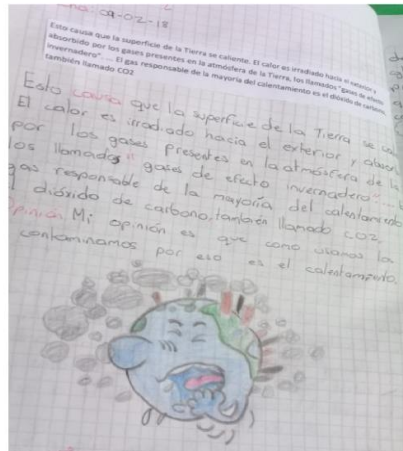 09-02-18
Esto causa que la superficie de la Tierra se caliente. El calor es irradiado hacia el exterior y
absorbido por los gases presentes en la atmósfera de la Tierra, los llamados "gases de efecto
invernadero". ... El gas responsable de la mayoría del calentamiento es el dióxido de carbono,
también llamado CO2
Esto causa que la superficie de la Tierra se
El calor es irradiado hacia el exterior y
por los gases presentes en la atmósfera de la
los llamados "gases de efecto invernadero"...
gas responsable de la mayoría del calentamiento
dióxido de carbono, también llamado CO2.
Opinión: Mi opinión es que como usamos la
contaminamos por eso es el calentamiento.